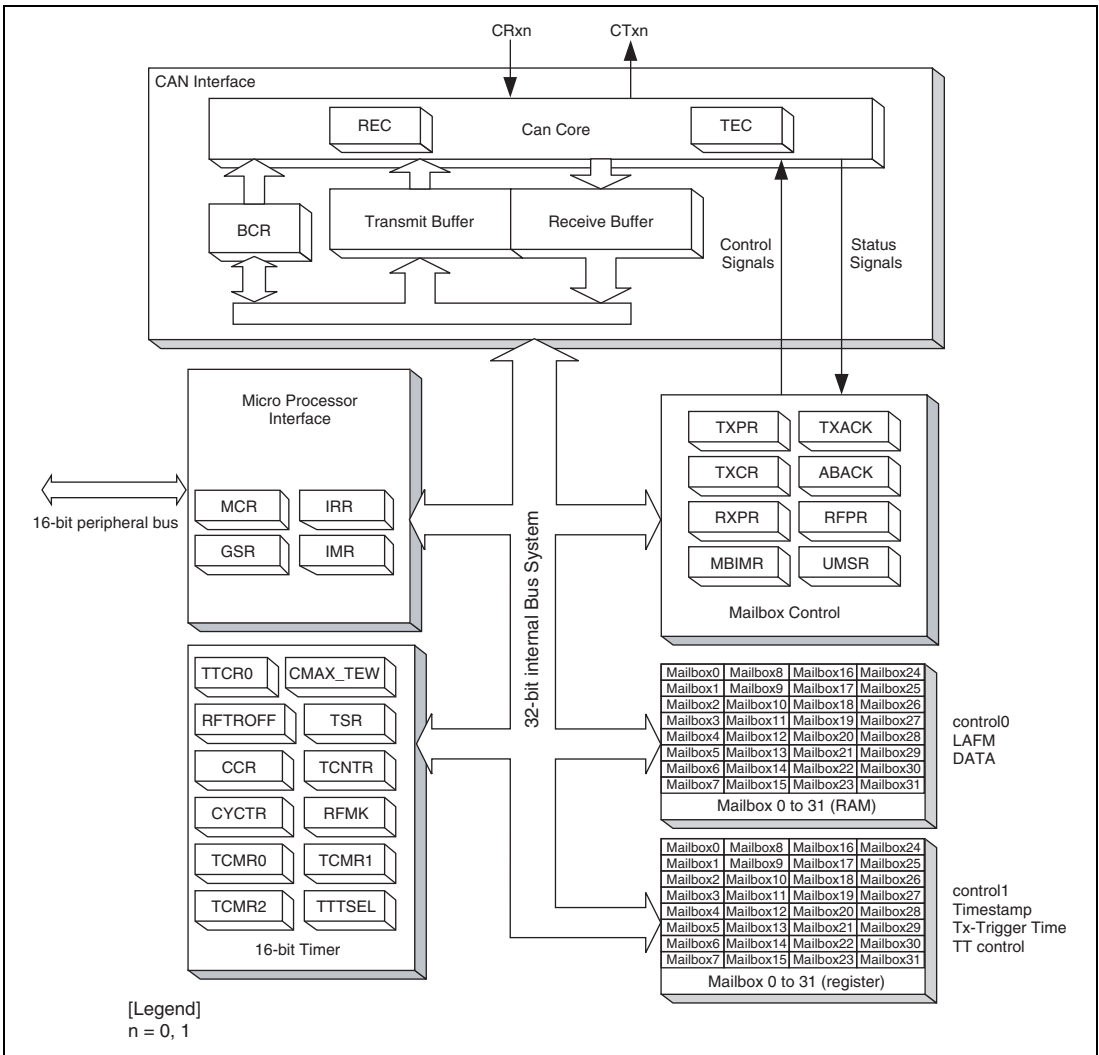 CRxn CTxn
CAN Interface
REC Can Core TEC
BCR Transmit Buffer Receive Buffer
Control
Signals
Status
Signals
Micro Processor
Interface
MCR IRR
GSR IMR
16-bit peripheral bus
32-bit internal Bus System
TXPR TXACK
TXCR ABACK
RXPR RFPR
MBIMR UMSR
Mailbox Control
TTCR0 CMAX_TEW
RFTROFF TSR
CCR TCNTR
CYCTR RFMK
TCMR0 TCMR1
TCMR2 TTTSEL
16-bit Timer
Mailbox0 Mailbox8 Mailbox16 Mailbox24
Mailbox1 Mailbox9 Mailbox17 Mailbox25
Mailbox2 Mailbox10 Mailbox18 Mailbox26
Mailbox3 Mailbox11 Mailbox19 Mailbox27
Mailbox4 Mailbox12 Mailbox20 Mailbox28
Mailbox5 Mailbox13 Mailbox21 Mailbox29
Mailbox6 Mailbox14 Mailbox22 Mailbox30
Mailbox7 Mailbox15 Mailbox23 Mailbox31
Mailbox 0 to 31 (RAM)
control0
LAFM
DATA
Mailbox0 Mailbox8 Mailbox16 Mailbox24
Mailbox1 Mailbox9 Mailbox17 Mailbox25
Mailbox2 Mailbox10 Mailbox18 Mailbox26
Mailbox3 Mailbox11 Mailbox19 Mailbox27
Mailbox4 Mailbox12 Mailbox20 Mailbox28
Mailbox5 Mailbox13 Mailbox21 Mailbox29
Mailbox6 Mailbox14 Mailbox22 Mailbox30
Mailbox7 Mailbox15 Mailbox23 Mailbox31
Mailbox 0 to 31 (register)
control1
Timestamp
Tx-Trigger Time
TT control
[Legend]
n = 0, 1